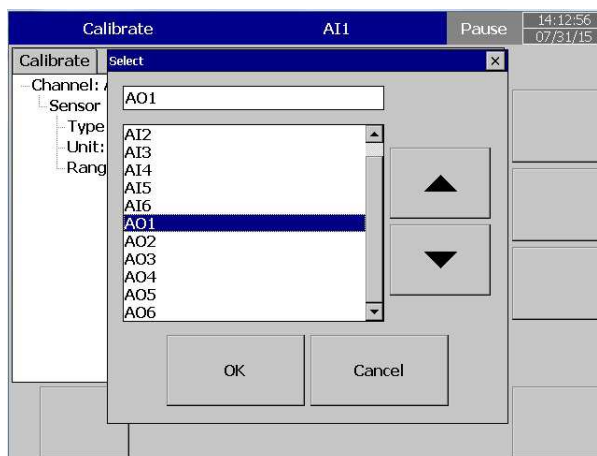 Calibrate AI1 Pause 14:12:56
07/31/15
Calibrate Select
Channel:
AO1
Sensor
Type
AI2
Unit:
AI3
Rang
AI4
AI5
AI6
AO1
AO2
AO3
AO4
AO5
AO6
OK Cancel